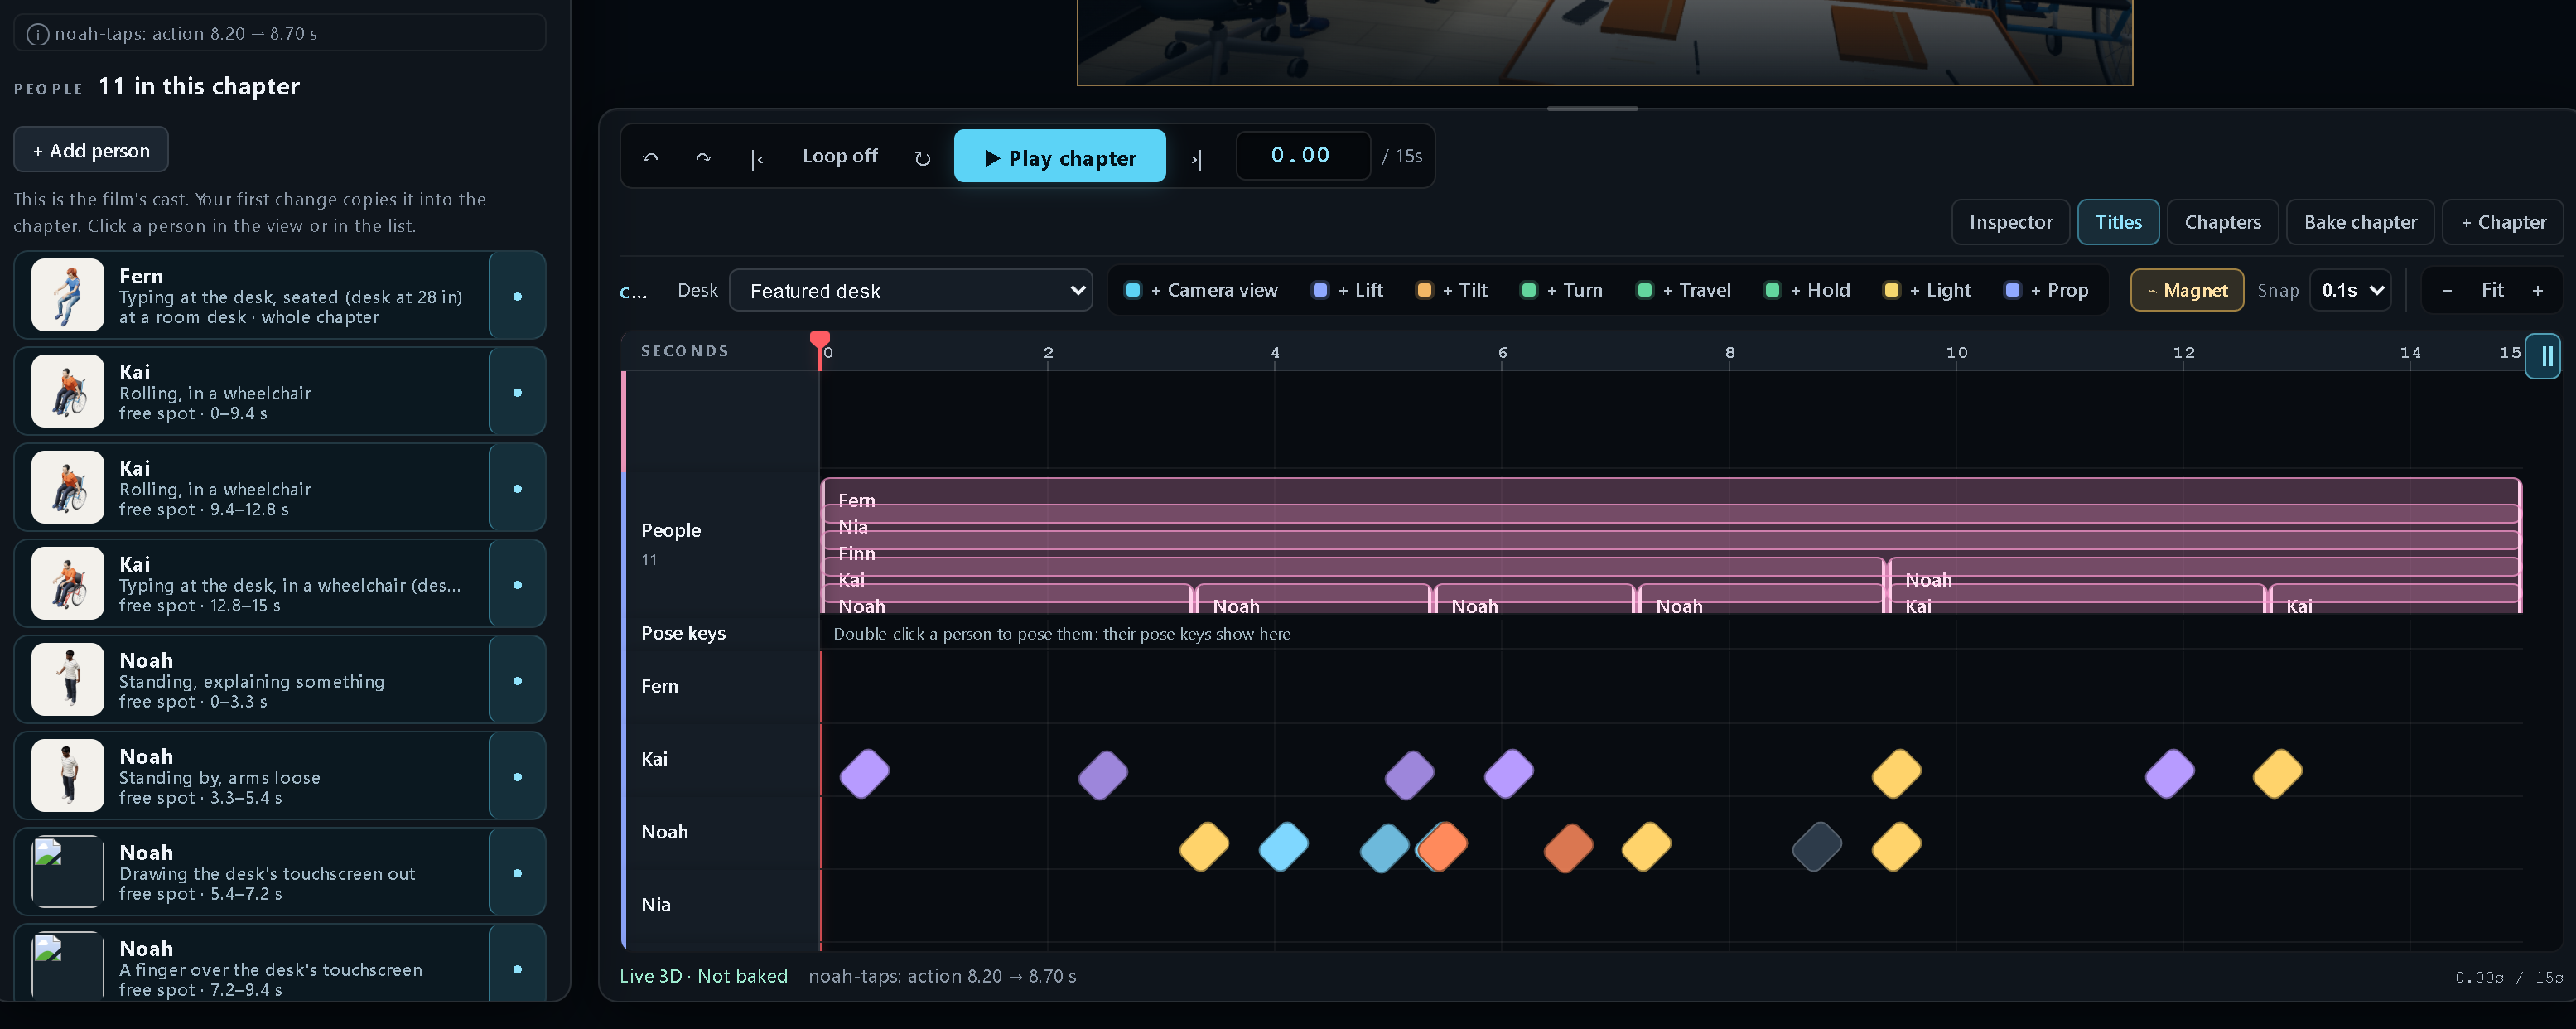 noah-taps: action 8.20 → 8.70 s
PEOPLE 11 in this chapter
+ Add person
This is the film's cast. Your first change copies it into the
chapter. Click a person in the view or in the list.
Fern
Typing at the desk, seated (desk at 28 in)
at a room desk · whole chapter
Kai
Rolling, in a wheelchair
free spot · 0–9.4 s
Kai
Rolling, in a wheelchair
free spot · 9.4–12.8 s
Kai
Typing at the desk, in a wheelchair (des...
free spot · 12.8–15 s
Noah
Standing, explaining something
free spot · 0–3.3 s
Noah
Standing by, arms loose
free spot · 3.3–5.4 s
Noah
Drawing the desk's touchscreen out
free spot · 5.4–7.2 s
Noah
A finger over the desk's touchscreen
free spot · 7.2–9.4 s
Loop off
▶ Play chapter
0.00 / 15s
Inspector
Titles
Chapters
Bake chapter
+ Chapter
c...
Desk
Featured desk
+ Camera view
+ Lift
+ Tilt
+ Turn
+ Travel
+ Hold
+ Light
+ Prop
~ Magnet
Snap
0.1s
− Fit +
SECONDS
0 2 4 6 8 10 12 14 15
People
11
Fern
Nia
Finn
Kai Noah
Noah Noah Noah Noah Kai Kai
Pose keys
Double-click a person to pose them: their pose keys show here
Fern
Kai
Noah
Nia
Live 3D · Not baked
noah-taps: action 8.20 → 8.70 s
0.00s / 15s